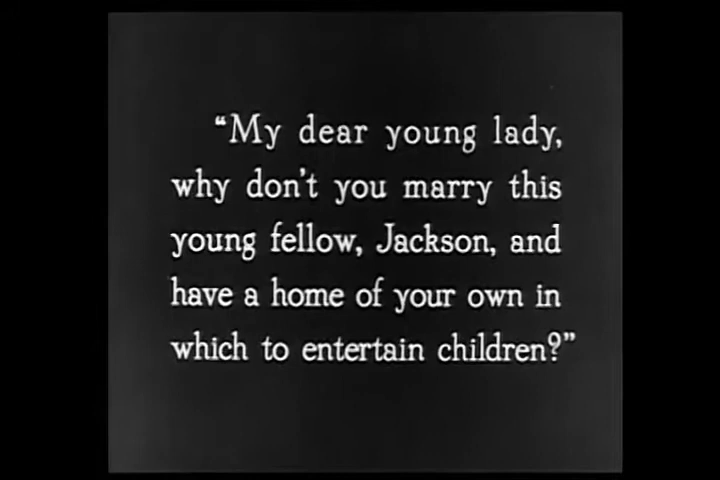 “My dear young lady,
why don't you marry this
young fellow, Jackson, and
have a home of your own in
which to entertain children?”